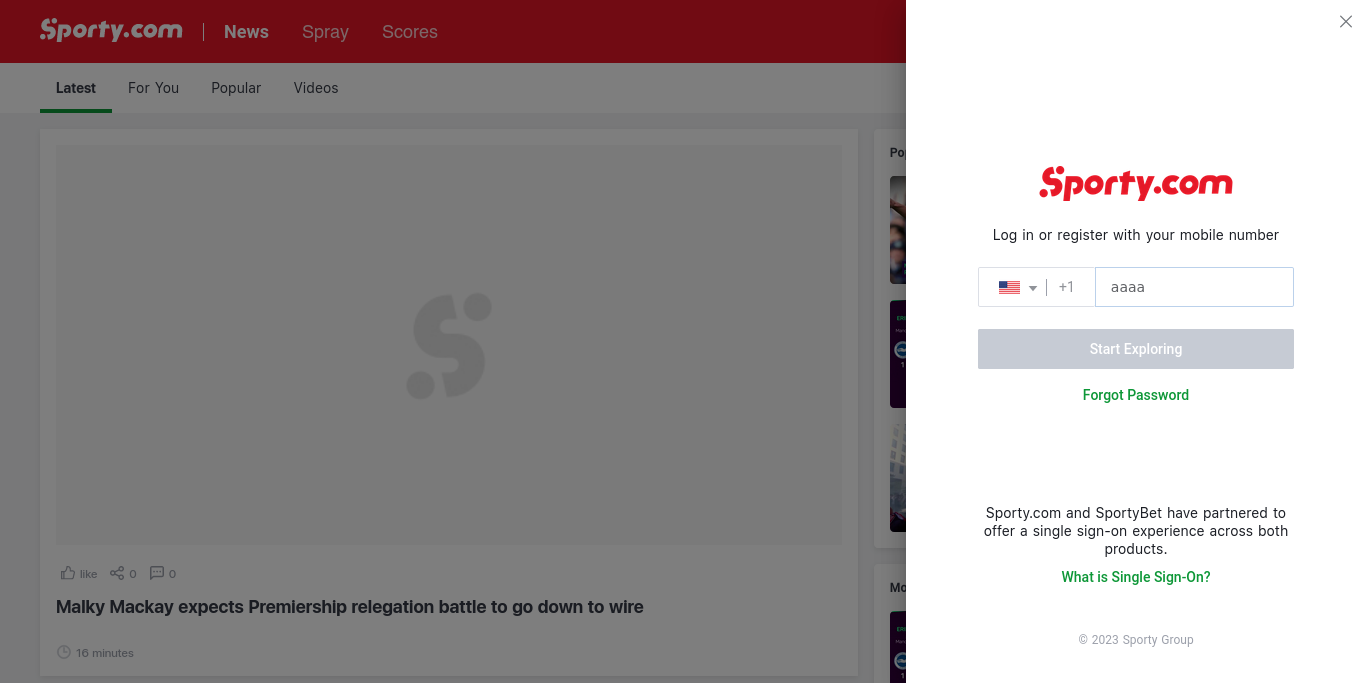 Sporty.com
News
Spray
Scores
Latest
For You
Popular
Videos
like
0
0
Malky Mackay expects Premiership relegation battle to go down to wire
16 minutes
Sporty.com
Log in or register with your mobile number
+1
aaaa
Start Exploring
Forgot Password
Sporty.com and SportyBet have partnered to
offer a single sign-on experience across both
products.
What is Single Sign-On?
© 2023 Sporty Group